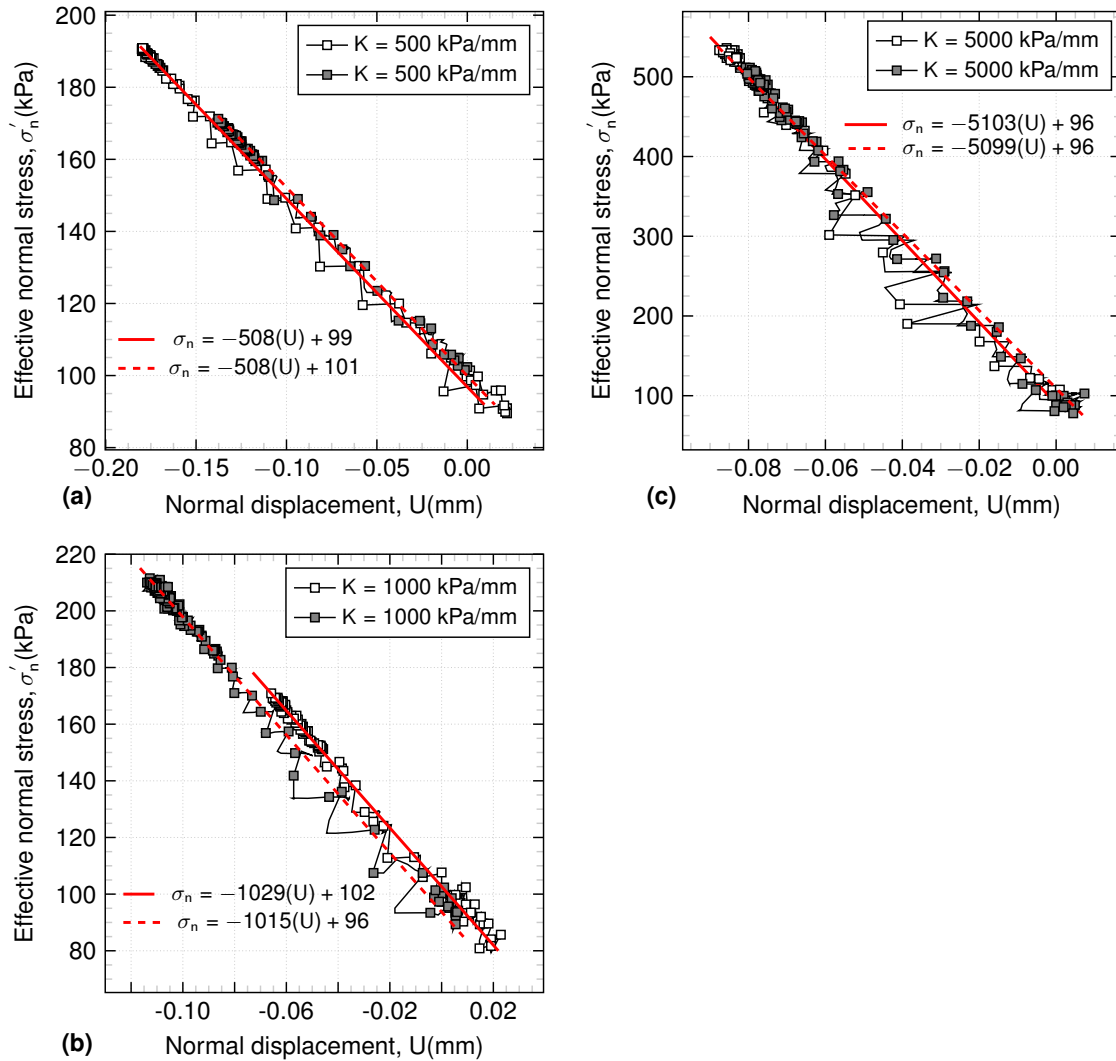 200
180
160
140
120
100
80
Effective normal stress, σ′n(kPa)
K = 500 kPa/mm
K = 500 kPa/mm
σn = −508(U) + 99
σn = −508(U) + 101
−0.20 −0.15 −0.10 −0.05 0.00
(a) Normal displacement, U(mm)
500
400
300
200
100
Effective normal stress, σ′n(kPa)
K = 5000 kPa/mm
K = 5000 kPa/mm
σn = −5103(U) + 96
σn = −5099(U) + 96
−0.08 −0.06 −0.04 −0.02 0.00
(c) Normal displacement, U(mm)
220
200
180
160
140
120
100
80
Effective normal stress, σ′n(kPa)
K = 1000 kPa/mm
K = 1000 kPa/mm
σn = −1029(U) + 102
σn = −1015(U) + 96
-0.10 -0.06 -0.02 0.02
(b) Normal displacement, U(mm)